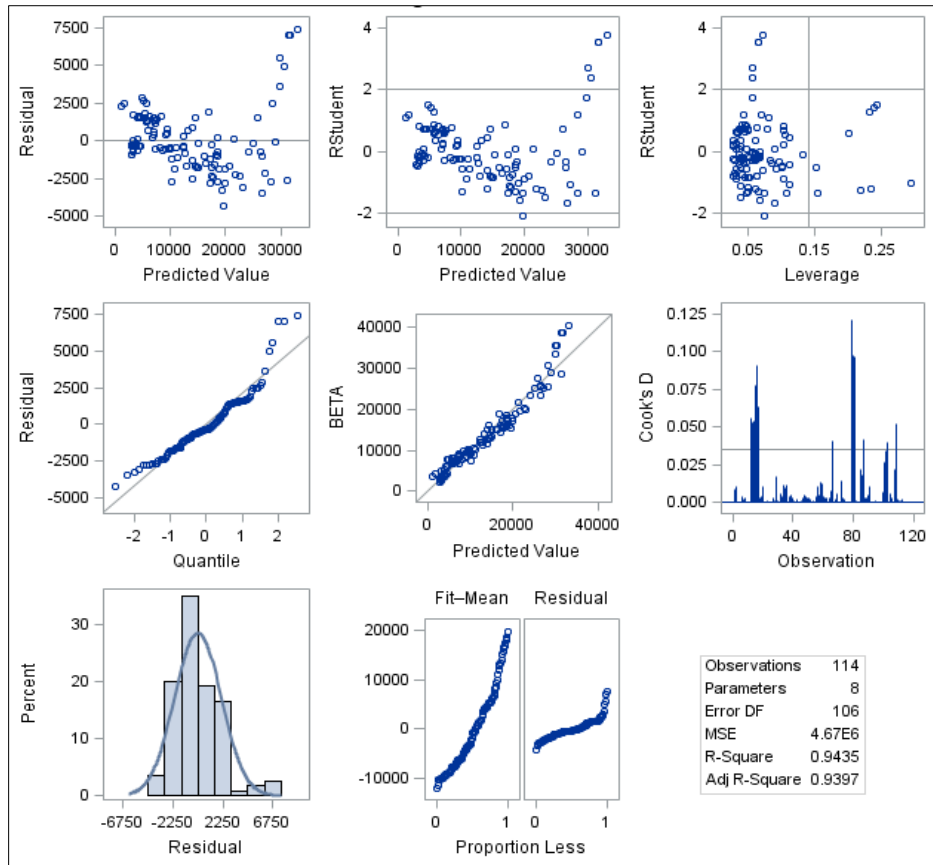 7500
5000
2500
0
-2500
-5000
Residual
0 10000 20000 30000
Predicted Value
4
2
0
-2
RStudent
0 10000 20000 30000
Predicted Value
4
2
0
-2
RStudent
0.05 0.15 0.25
Leverage
7500
5000
2500
0
-2500
-5000
Residual
-2 -1 0 1 2
Quantile
40000
30000
20000
10000
0
BETA
0 20000 40000
Predicted Value
0.125
0.100
0.075
0.050
0.025
0.000
Cook's D
0 40 80 120
Observation
30
20
10
0
Percent
-6750 -2250 2250 6750
Residual
Fit–Mean Residual
20000
10000
0
-10000
0 1 0 1
Proportion Less
Observations 114
Parameters 8
Error DF 106
MSE 4.67E6
R-Square 0.9435
Adj R-Square 0.9397